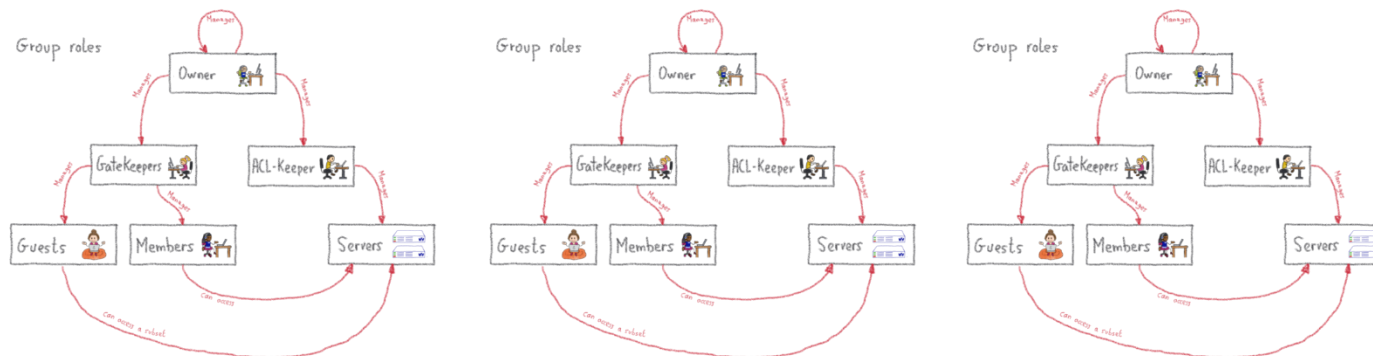 Group roles
Manager
Owner
Manager
Manager
GateKeepers
ACL-Keeper
Manager
Manager
Manager
Guests
Members
Servers
Can access
Can access a subset
Group roles
Manager
Owner
Manager
Manager
GateKeepers
ACL-Keeper
Manager
Manager
Manager
Guests
Members
Servers
Can access
Can access a subset
Group roles
Manager
Owner
Manager
Manager
GateKeepers
ACL-Keeper
Manager
Manager
Manager
Guests
Members
Servers
Can access
Can access a subset